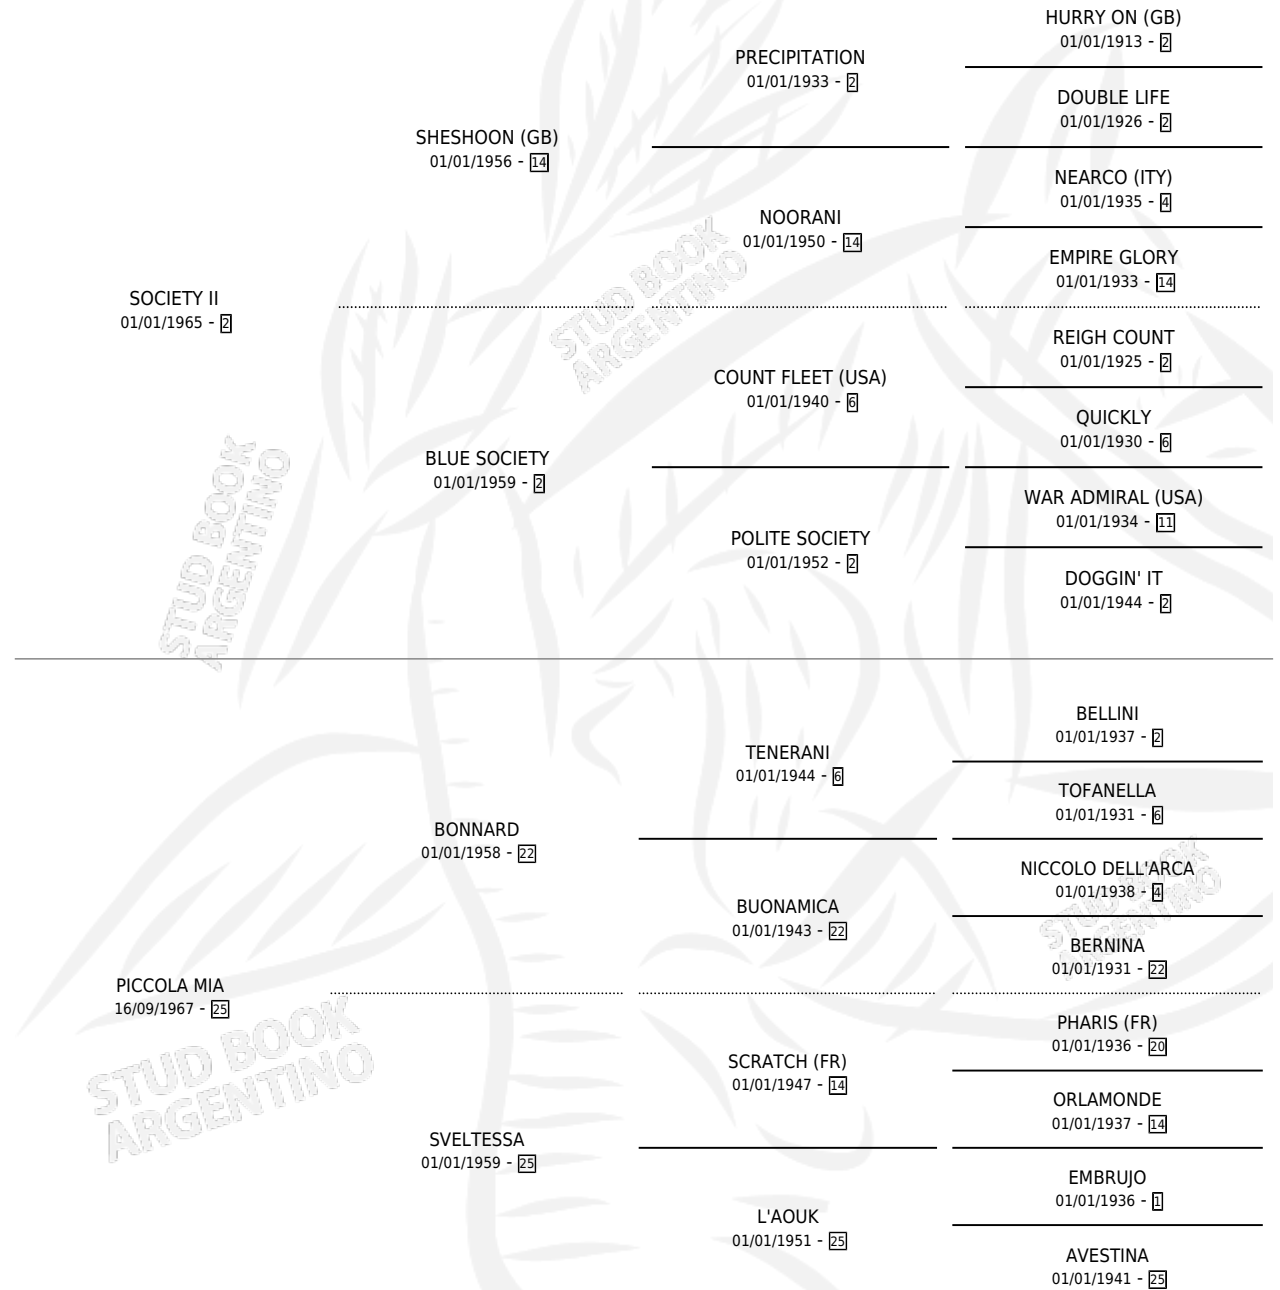 HURRY ON (GB)
01/01/1913 - 2
PRECIPITATION
01/01/1933 - 2
DOUBLE LIFE
01/01/1926 - 2
SHESHOON (GB)
01/01/1956 - 14
NEARCO (ITY)
01/01/1935 - 4
NOORANI
01/01/1950 - 14
EMPIRE GLORY
01/01/1933 - 14
SOCIETY II
01/01/1965 - 2
STUD BOOK
ARGENTINO
REIGH COUNT
01/01/1925 - 2
COUNT FLEET (USA)
01/01/1940 - 6
QUICKLY
01/01/1930 - 6
BLUE SOCIETY
01/01/1959 - 2
WAR ADMIRAL (USA)
01/01/1934 - 11
POLITE SOCIETY
01/01/1952 - 2
DOGGIN' IT
01/01/1944 - 2
STUD BOOK
ARGENTINO
BELLINI
01/01/1937 - 2
TENERANI
01/01/1944 - 6
TOFANELLA
01/01/1931 - 6
BONNARD
01/01/1958 - 22
NICCOLO DELL'ARCA
01/01/1938 - 4
BUONAMICA
01/01/1943 - 22
STUD BOOK
ARGENTINO
BERNINA
01/01/1931 - 22
PICCOLA MIA
16/09/1967 - 25
STUD BOOK
ARGENTINO
PHARIS (FR)
01/01/1936 - 20
SCRATCH (FR)
01/01/1947 - 14
ORLAMONDE
01/01/1937 - 14
SVELTESSA
01/01/1959 - 25
EMBRUJO
01/01/1936 - 1
L'AOUK
01/01/1951 - 25
AVESTINA
01/01/1941 - 25